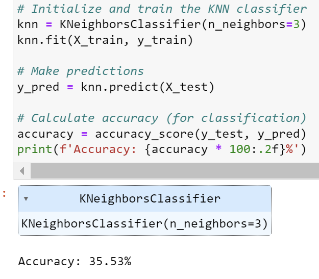 # Initialize and train the KNN classifier
knn = KNeighborsClassifier(n_neighbors=3)
knn.fit(X_train, y_train)
# Make predictions
y_pred = knn.predict(X_test)
# Calculate accuracy (for classification)
accuracy = accuracy_score(y_test, y_pred)
print(f'Accuracy: {accuracy * 100:.2f}%')
:
KNeighborsClassifier
KNeighborsClassifier(n_neighbors=3)
Accuracy: 35.53%